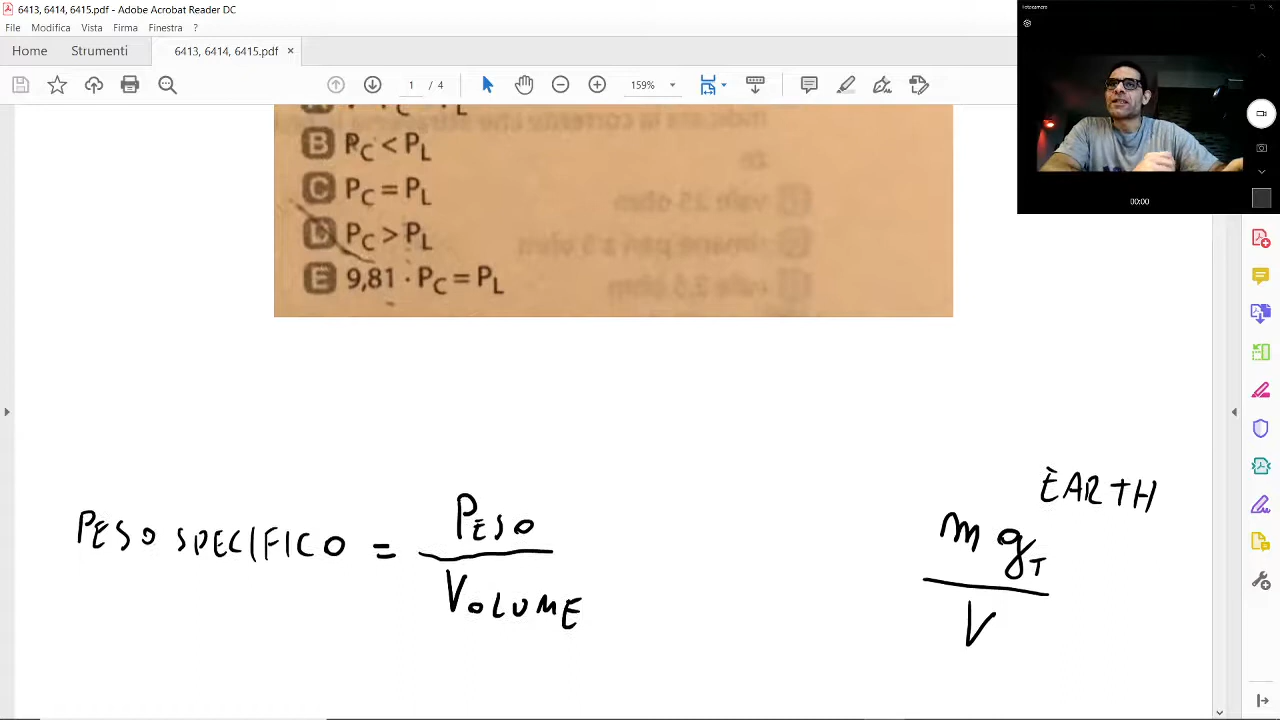 6413, 6414, 6415.pdf - Adobe Acrobat Reader DC
File Modifica Vista Firma Finestra ?
Home Strumenti 6413, 6414, 6415.pdf ×
1 / 4 159%
Fotocamera
00:00
B P_C < P_L
C P_C = P_L
D P_C > P_L
E 9,81 · P_C = P_L
EARTH
PESO SPECIFICO = PESO / VOLUME
m g_T / V